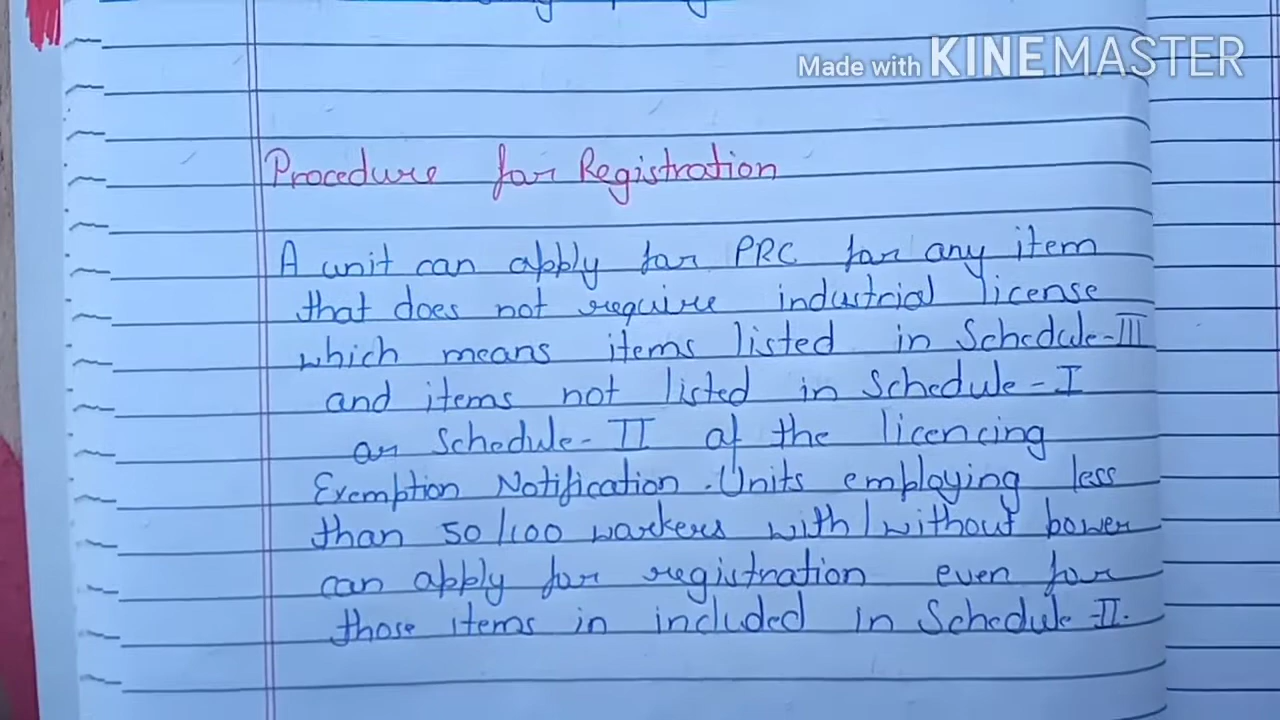 Made with KINEMASTER
Procedure for Registration
A unit can apply for PRC for any item
that does not require industrial license
which means items listed in Schedule-III
and items not listed in Schedule-I
or Schedule-II of the licencing
Exemption Notification. Units employing less
than 50/100 workers with/without power
can apply for registration even for
those items in included in Schedule II.